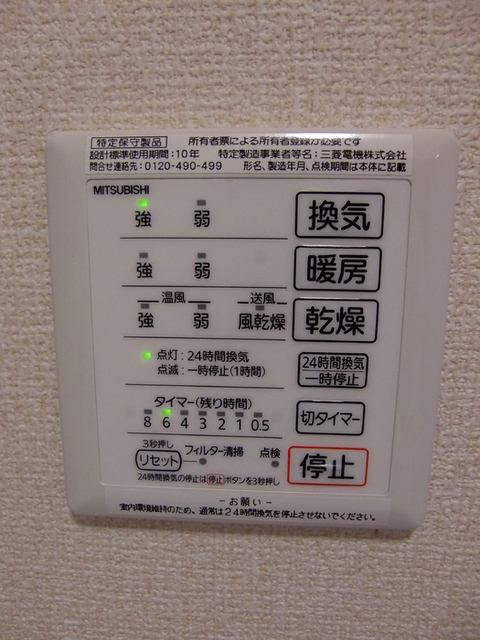 特定保守製品 所有者票による所有者登録が必要です
設計標準使用期間：10年 特定製造事業者等名：三菱電機株式会社
問合せ連絡先：0120-490-499 形名、製造年月、点検期間は本体に記載
MITSUBISHI
強 弱 換気
強 弱 暖房
温風 送風
強 弱 風乾燥 乾燥
点灯：24時間換気
点滅：一時停止(1時間)
24時間換気
一時停止
タイマー(残り時間)
8 6 4 3 2 1 0.5
切タイマー
3秒押し
リセット フィルター清掃 点検
停止
24時間換気の停止は停止ボタンを3秒押し
－お願い－
室内環境維持のため、通常は24時間換気を停止させないでください。